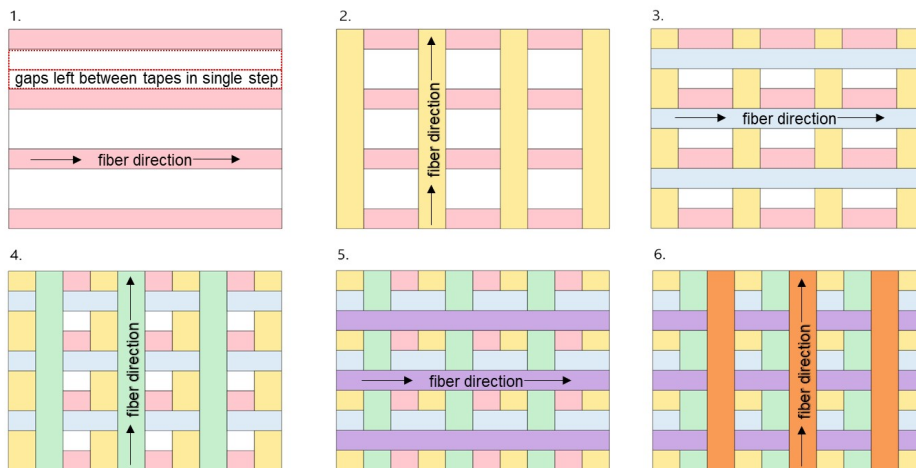 1.
gaps left between tapes in single step
fiber direction
2.
fiber direction
3.
fiber direction
4.
fiber direction
5.
fiber direction
6.
fiber direction